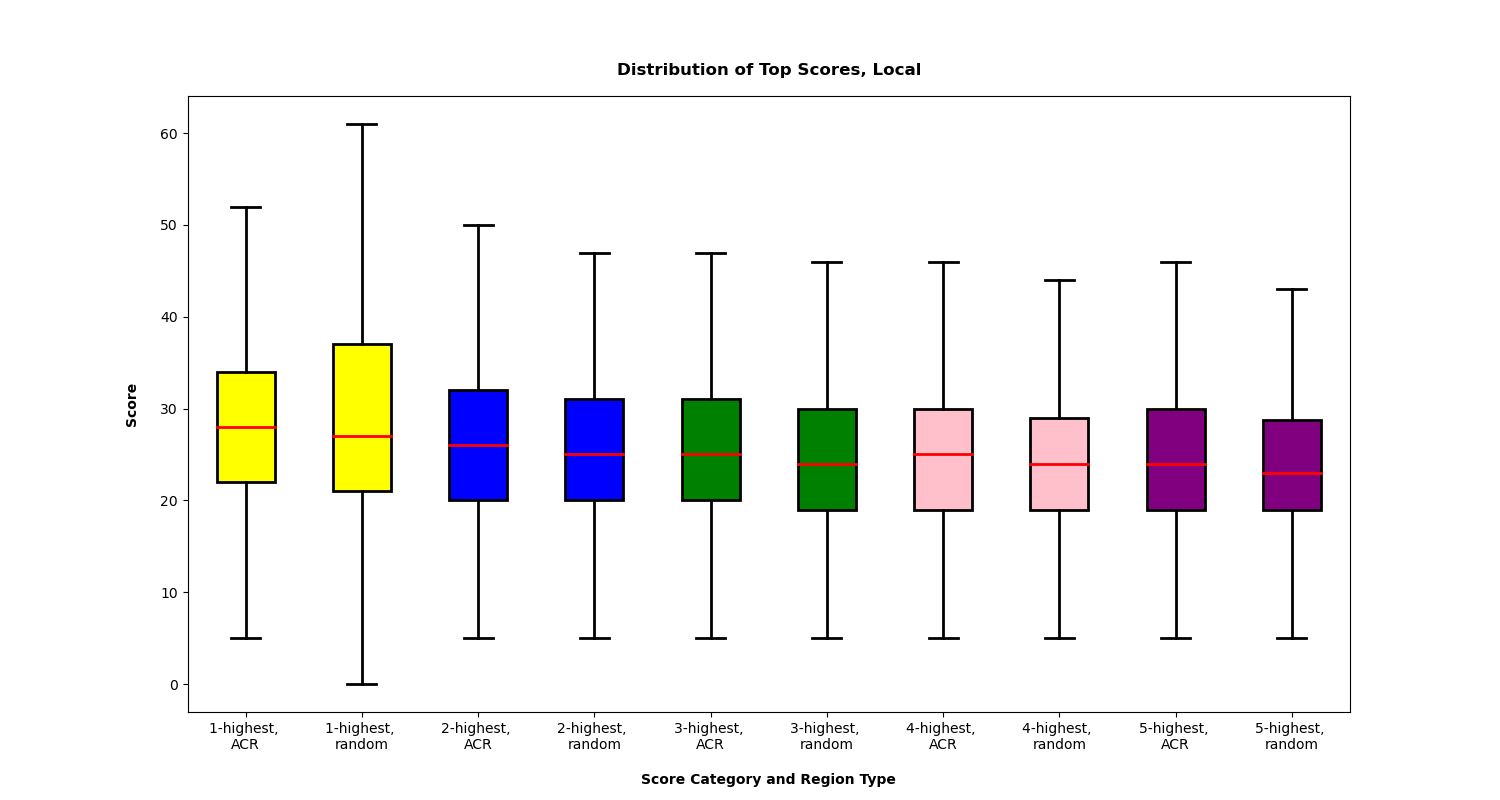 Distribution of Top Scores, Local
Score
60
50
40
30
20
10
0
1-highest, ACR
1-highest, random
2-highest, ACR
2-highest, random
3-highest, ACR
3-highest, random
4-highest, ACR
4-highest, random
5-highest, ACR
5-highest, random
Score Category and Region Type